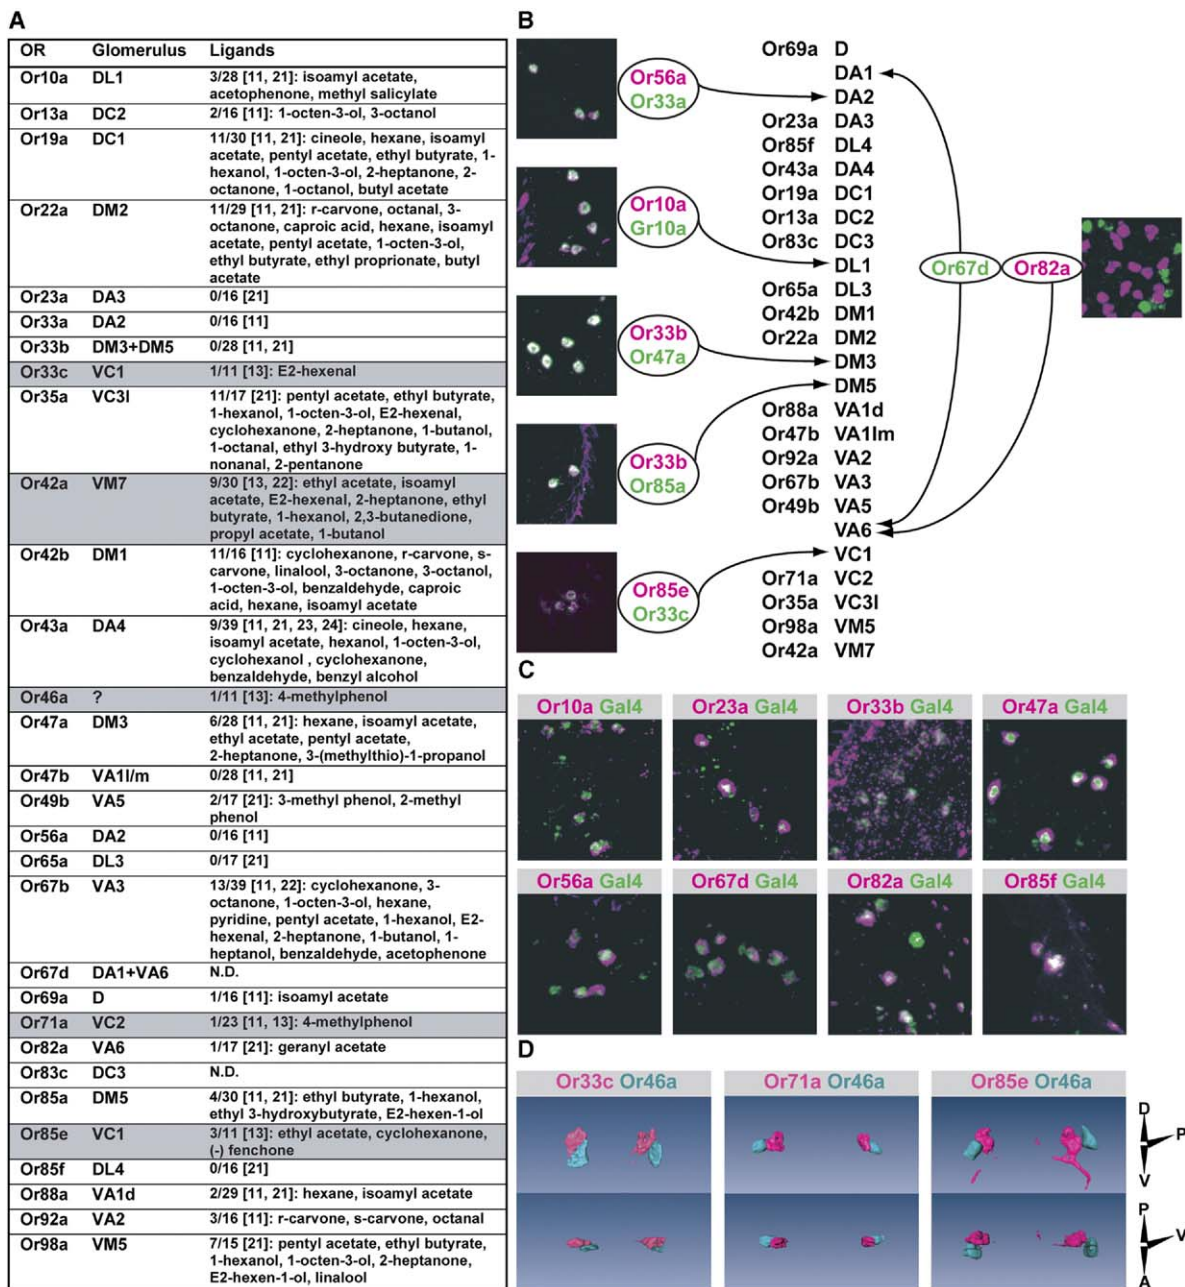 A
OR Glomerulus Ligands
Or10a DL1 3/28 [11, 21]: isoamyl acetate,
acetophenone, methyl salicylate
Or13a DC2 2/16 [11]: 1-octen-3-ol, 3-octanol
Or19a DC1 11/30 [11, 21]: cineole, hexane, isoamyl
acetate, pentyl acetate, ethyl butyrate, 1-
hexanol, 1-octen-3-ol, 2-heptanone, 2-
octanone, 1-octanol, butyl acetate
Or22a DM2 11/29 [11, 21]: r-carvone, octanal, 3-
octanone, caproic acid, hexane, isoamyl
acetate, pentyl acetate, 1-octen-3-ol,
ethyl butyrate, ethyl proprionate, butyl
acetate
Or23a DA3 0/16 [21]
Or33a DA2 0/16 [11]
Or33b DM3+DM5 0/28 [11, 21]
Or33c VC1 1/11 [13]: E2-hexenal
Or35a VC3l 11/17 [21]: pentyl acetate, ethyl butyrate,
1-hexanol, 1-octen-3-ol, E2-hexenal,
cyclohexanone, 2-heptanone, 1-butanol,
1-octanal, ethyl 3-hydroxy butyrate, 1-
nonanal, 2-pentanone
Or42a VM7 9/30 [13, 22]: ethyl acetate, isoamyl
acetate, E2-hexenal, 2-heptanone, ethyl
butyrate, 1-hexanol, 2,3-butanedione,
propyl acetate, 1-butanol
Or42b DM1 11/16 [11]: cyclohexanone, r-carvone, s-
carvone, linalool, 3-octanone, 3-octanol,
1-octen-3-ol, benzaldehyde, caproic
acid, hexane, isoamyl acetate
Or43a DA4 9/39 [11, 21, 23, 24]: cineole, hexane,
isoamyl acetate, hexanol, 1-octen-3-ol,
cyclohexanol , cyclohexanone,
benzaldehyde, benzyl alcohol
Or46a ? 1/11 [13]: 4-methylphenol
Or47a DM3 6/28 [11, 21]: hexane, isoamyl acetate,
ethyl acetate, pentyl acetate,
2-heptanone, 3-(methylthio)-1-propanol
Or47b VA1l/m 0/28 [11, 21]
Or49b VA5 2/17 [21]: 3-methyl phenol, 2-methyl
phenol
Or56a DA2 0/16 [11]
Or65a DL3 0/17 [21]
Or67b VA3 13/39 [11, 22]: cyclohexanone, 3-
octanone, 1-octen-3-ol, hexane,
pyridine, pentyl acetate, 1-hexanol, E2-
hexenal, 2-heptanone, 1-butanol, 1-
heptanol, benzaldehyde, acetophenone
Or67d DA1+VA6 N.D.
Or69a D 1/16 [11]: isoamyl acetate
Or71a VC2 1/23 [11, 13]: 4-methylphenol
Or82a VA6 1/17 [21]: geranyl acetate
Or83c DC3 N.D.
Or85a DM5 4/30 [11, 21]: ethyl butyrate, 1-hexanol,
ethyl 3-hydroxybutyrate, E2-hexen-1-ol
Or85e VC1 3/11 [13]: ethyl acetate, cyclohexanone,
(-) fenchone
Or85f DL4 0/16 [21]
Or88a VA1d 2/29 [11, 21]: hexane, isoamyl acetate
Or92a VA2 3/16 [11]: r-carvone, s-carvone, octanal
Or98a VM5 7/15 [21]: pentyl acetate, ethyl butyrate,
1-hexanol, 1-octen-3-ol, 2-heptanone,
E2-hexen-1-ol, linalool
B
Or56a
Or33a
Or10a
Gr10a
Or33b
Or47a
Or33b
Or85a
Or85e
Or33c
Or69a D
DA1
DA2
Or23a DA3
Or85f DL4
Or43a DA4
Or19a DC1
Or13a DC2
Or83c DC3
DL1
Or65a DL3
Or42b DM1
Or22a DM2
DM3
DM5
Or88a VA1d
Or47b VA1lm
Or92a VA2
Or67b VA3
Or49b VA5
VA6
VC1
Or71a VC2
Or35a VC3l
Or98a VM5
Or42a VM7
Or67d Or82a
C
Or10a Gal4 Or23a Gal4 Or33b Gal4 Or47a Gal4
Or56a Gal4 Or67d Gal4 Or82a Gal4 Or85f Gal4
D
Or33c Or46a Or71a Or46a Or85e Or46a
D
P
V
P
V
A